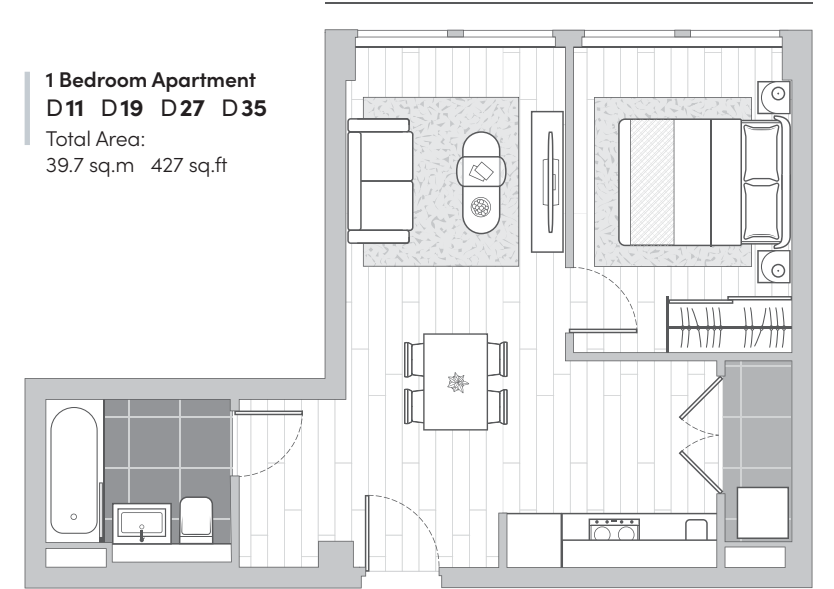 1 Bedroom Apartment
D11 D19 D27 D35
Total Area:
39.7 sq.m 427 sq.ft